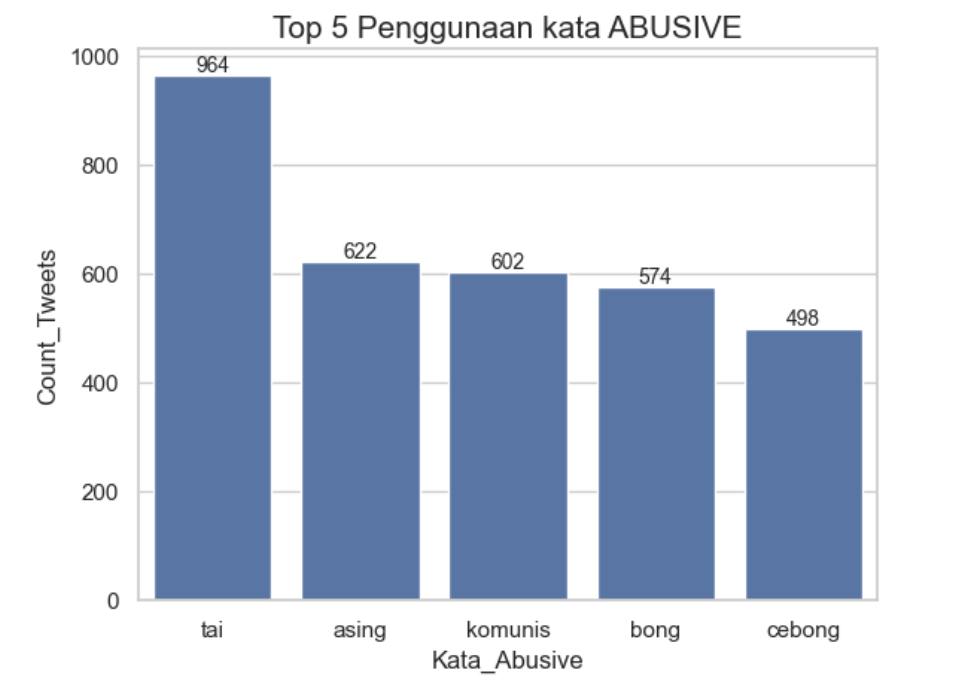 Top 5 Penggunaan kata ABUSIVE
Count_Tweets
1000
800
600
400
200
0
964
622
602
574
498
tai
asing
komunis
bong
cebong
Kata_Abusive